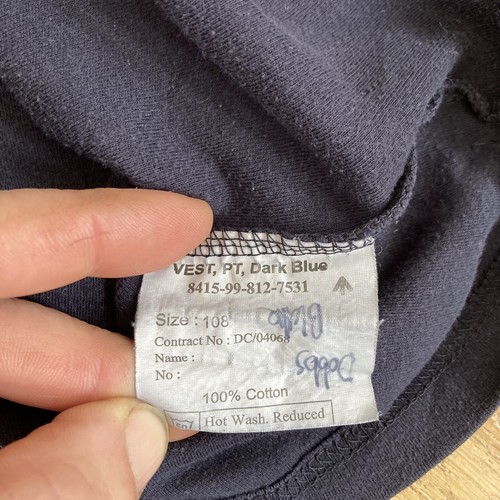 VEST, PT, Dark Blue
8415-99-812-7531
Size : 108
Contract No : DC/04068
Name :
No :
Dobbs
100% Cotton
Hot Wash. Reduced